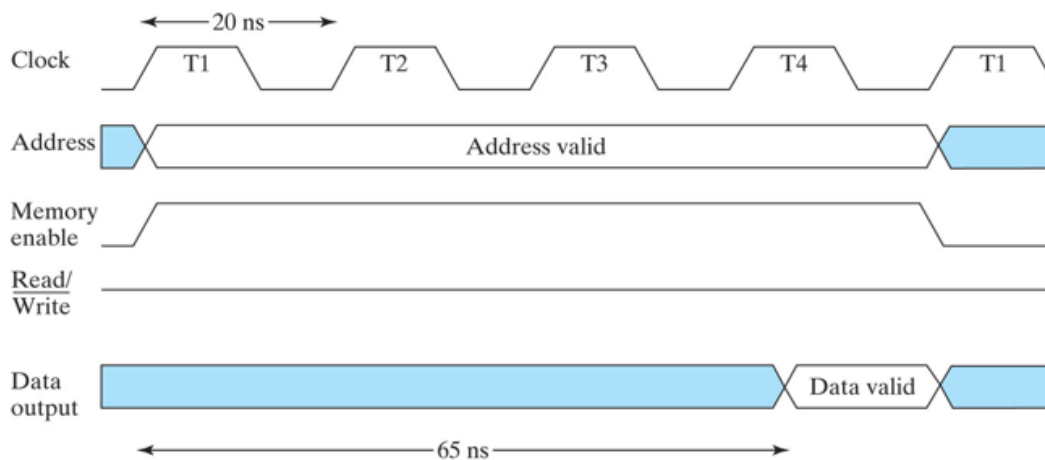 20 ns
Clock T1 T2 T3 T4 T1
Address Address valid
Memory
enable
Read/
Write
Data
output
Data valid
65 ns